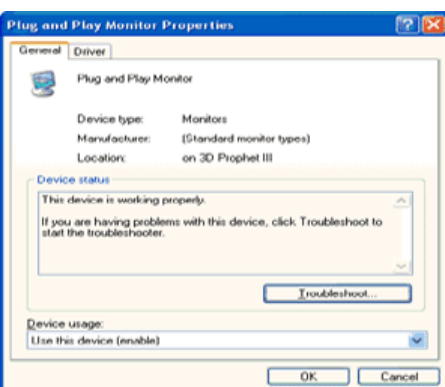 Plug and Play Monitor Properties
General Driver
Plug and Play Monitor
Device type: Monitors
Manufacturer: (Standard monitor types)
Location: on 3D Prophet III
Device status
This device is working properly.
If you are having problems with this device, click Troubleshoot to
start the troubleshooter.
Troubleshoot...
Device usage:
Use this device (enable)
OK Cancel